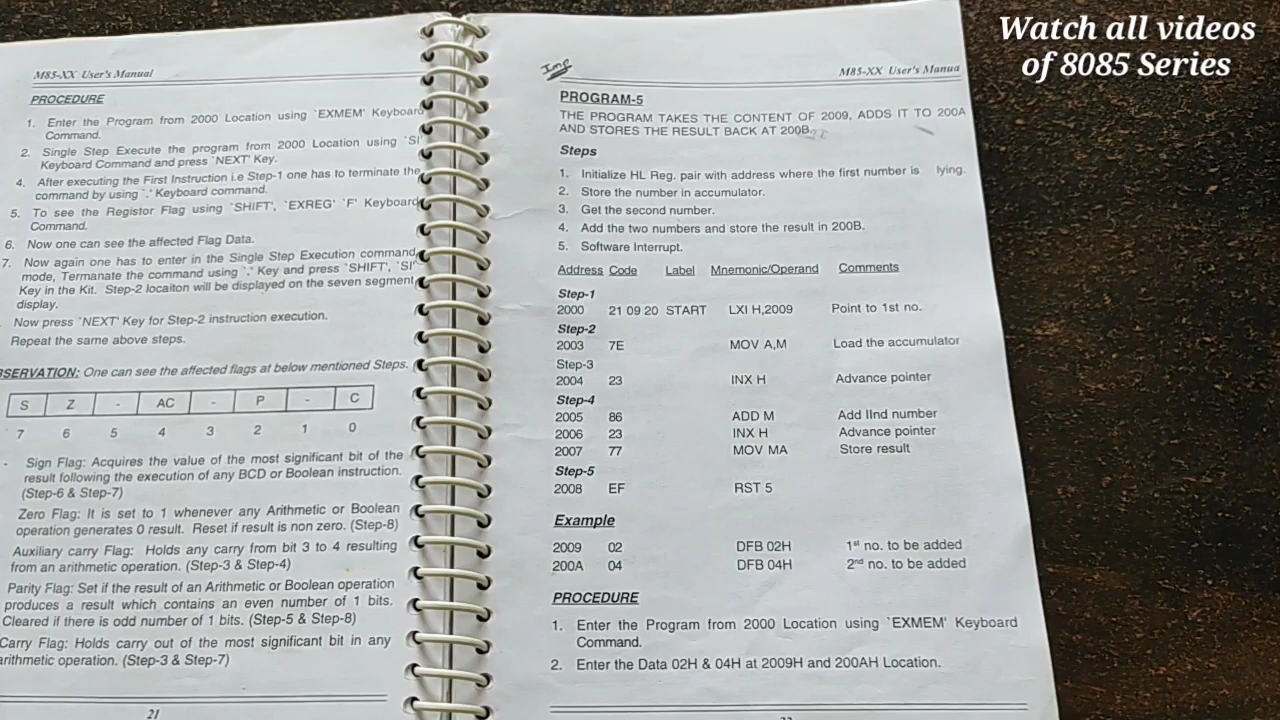 Watch all videos
of 8085 Series
M85-XX User's Manual
PROCEDURE
1. Enter the Program from 2000 Location using `EXMEM' Keyboard
Command.
2. Single Step Execute the program from 2000 Location using `SI'
Keyboard Command and press `NEXT' Key.
4. After executing the First Instruction i.e Step-1 one has to terminate the
command by using `.' Keyboard command.
5. To see the Registor Flag using `SHIFT', `EXREG' `F' Keyboard
Command.
6. Now one can see the affected Flag Data.
7. Now again one has to enter in the Single Step Execution command
mode, Termanate the command using `.' Key and press `SHIFT', `SI'
Key in the Kit. Step-2 locaiton will be displayed on the seven segment
display.
Now press `NEXT' Key for Step-2 instruction execution.
Repeat the same above steps.
SERVATION: One can see the affected flags at below mentioned Steps.
S Z - AC - P - C
7 6 5 4 3 2 1 0
- Sign Flag: Acquires the value of the most significant bit of the
result following the execution of any BCD or Boolean instruction.
(Step-6 & Step-7)
Zero Flag: It is set to 1 whenever any Arithmetic or Boolean
operation generates 0 result. Reset if result is non zero. (Step-8)
Auxiliary carry Flag: Holds any carry from bit 3 to 4 resulting
from an arithmetic operation. (Step-3 & Step-4)
Parity Flag: Set if the result of an Arithmetic or Boolean operation
produces a result which contains an even number of 1 bits.
Cleared if there is odd number of 1 bits. (Step-5 & Step-8)
Carry Flag: Holds carry out of the most significant bit in any
arithmetic operation. (Step-3 & Step-7)
21
Imp
M85-XX User's Manua
PROGRAM-5
THE PROGRAM TAKES THE CONTENT OF 2009, ADDS IT TO 200A
AND STORES THE RESULT BACK AT 200B.
Steps
1. Initialize HL Reg. pair with address where the first number is lying.
2. Store the number in accumulator.
3. Get the second number.
4. Add the two numbers and store the result in 200B.
5. Software Interrupt.
Address Code Label Mnemonic/Operand Comments
Step-1
2000 21 09 20 START LXI H,2009 Point to 1st no.
Step-2
2003 7E MOV A,M Load the accumulator
Step-3
2004 23 INX H Advance pointer
Step-4
2005 86 ADD M Add IInd number
2006 23 INX H Advance pointer
2007 77 MOV MA Store result
Step-5
2008 EF RST 5
Example
2009 02 DFB 02H 1st no. to be added
200A 04 DFB 04H 2nd no. to be added
PROCEDURE
1. Enter the Program from 2000 Location using `EXMEM' Keyboard
Command.
2. Enter the Data 02H & 04H at 2009H and 200AH Location.